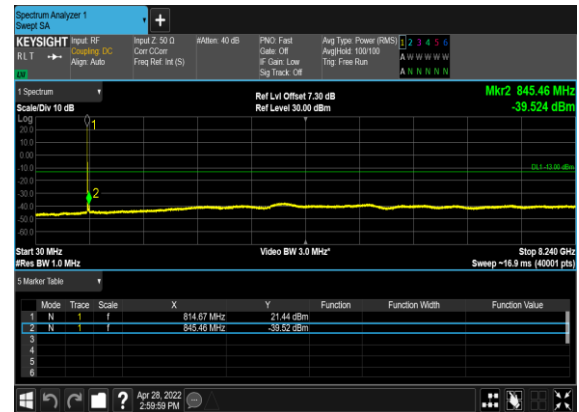 Spectrum Analyzer 1
Swept SA
+
KEYSIGHT Input: RF Input Z: 50 Ω #Atten: 40 dB PNO: Fast Avg Type: Power (RMS) 1 2 3 4 5 6
RLT Coupling: DC Corr CCorr Gate: Off Avg|Hold: 100/100 A W W W W W
Align: Auto Freq Ref: Int (S) IF Gain: Low Trig: Free Run
Sig Track: Off A N N N N N
1 Spectrum Ref Lvl Offset 7.30 dB Mkr2 845.46 MHz
Scale/Div 10 dB Ref Level 30.00 dBm -39.524 dBm
Log
20.0
10.0
0.00
-10.0
-20.0
-30.0
-40.0
-50.0
-60.0
1
2
DL1 -13.00 dBm
Start 30 MHz Video BW 3.0 MHz* Stop 8.240 GHz
#Res BW 1.0 MHz Sweep ~16.9 ms (40001 pts)
5 Marker Table
Mode Trace Scale X Y Function Function Width Function Value
1 N 1 f 814.67 MHz 21.44 dBm
2 N 1 f 845.46 MHz -39.52 dBm
3
4
5
6
? Apr 28, 2022
2:59:59 PM